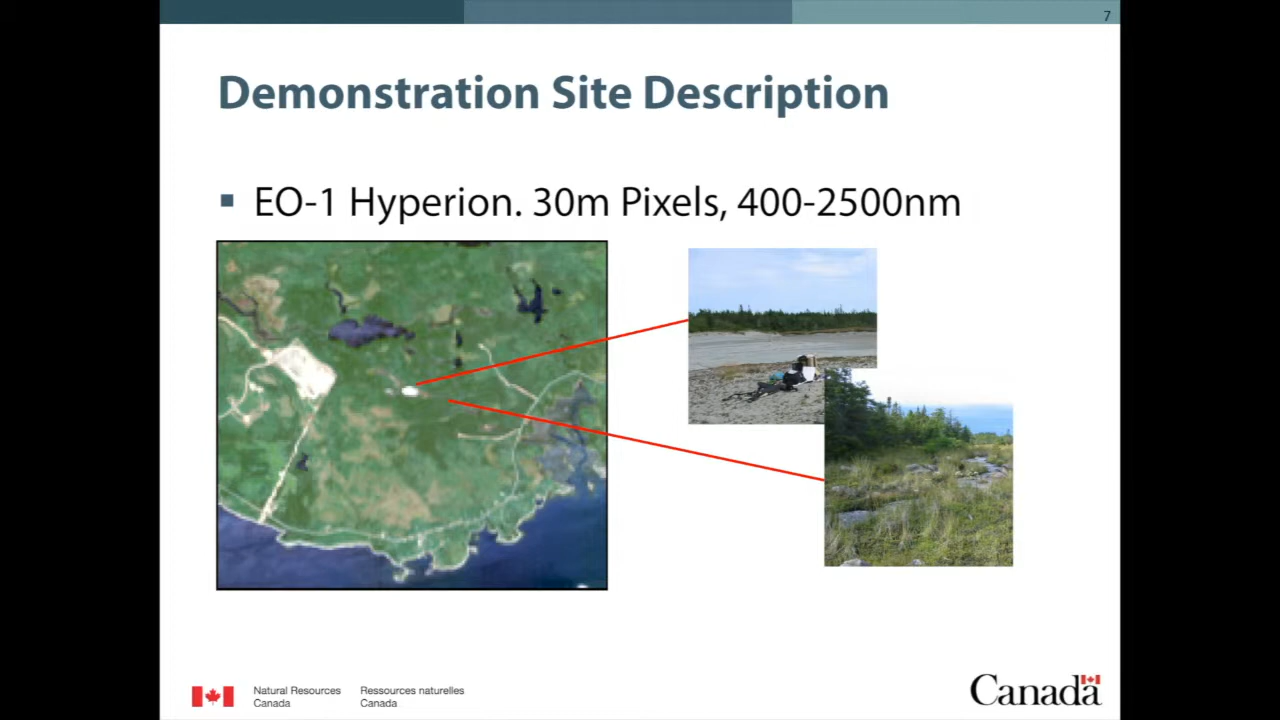 7
Demonstration Site Description
EO-1 Hyperion. 30m Pixels, 400-2500nm
Natural Resources
Canada
Ressources naturelles
Canada
Canada